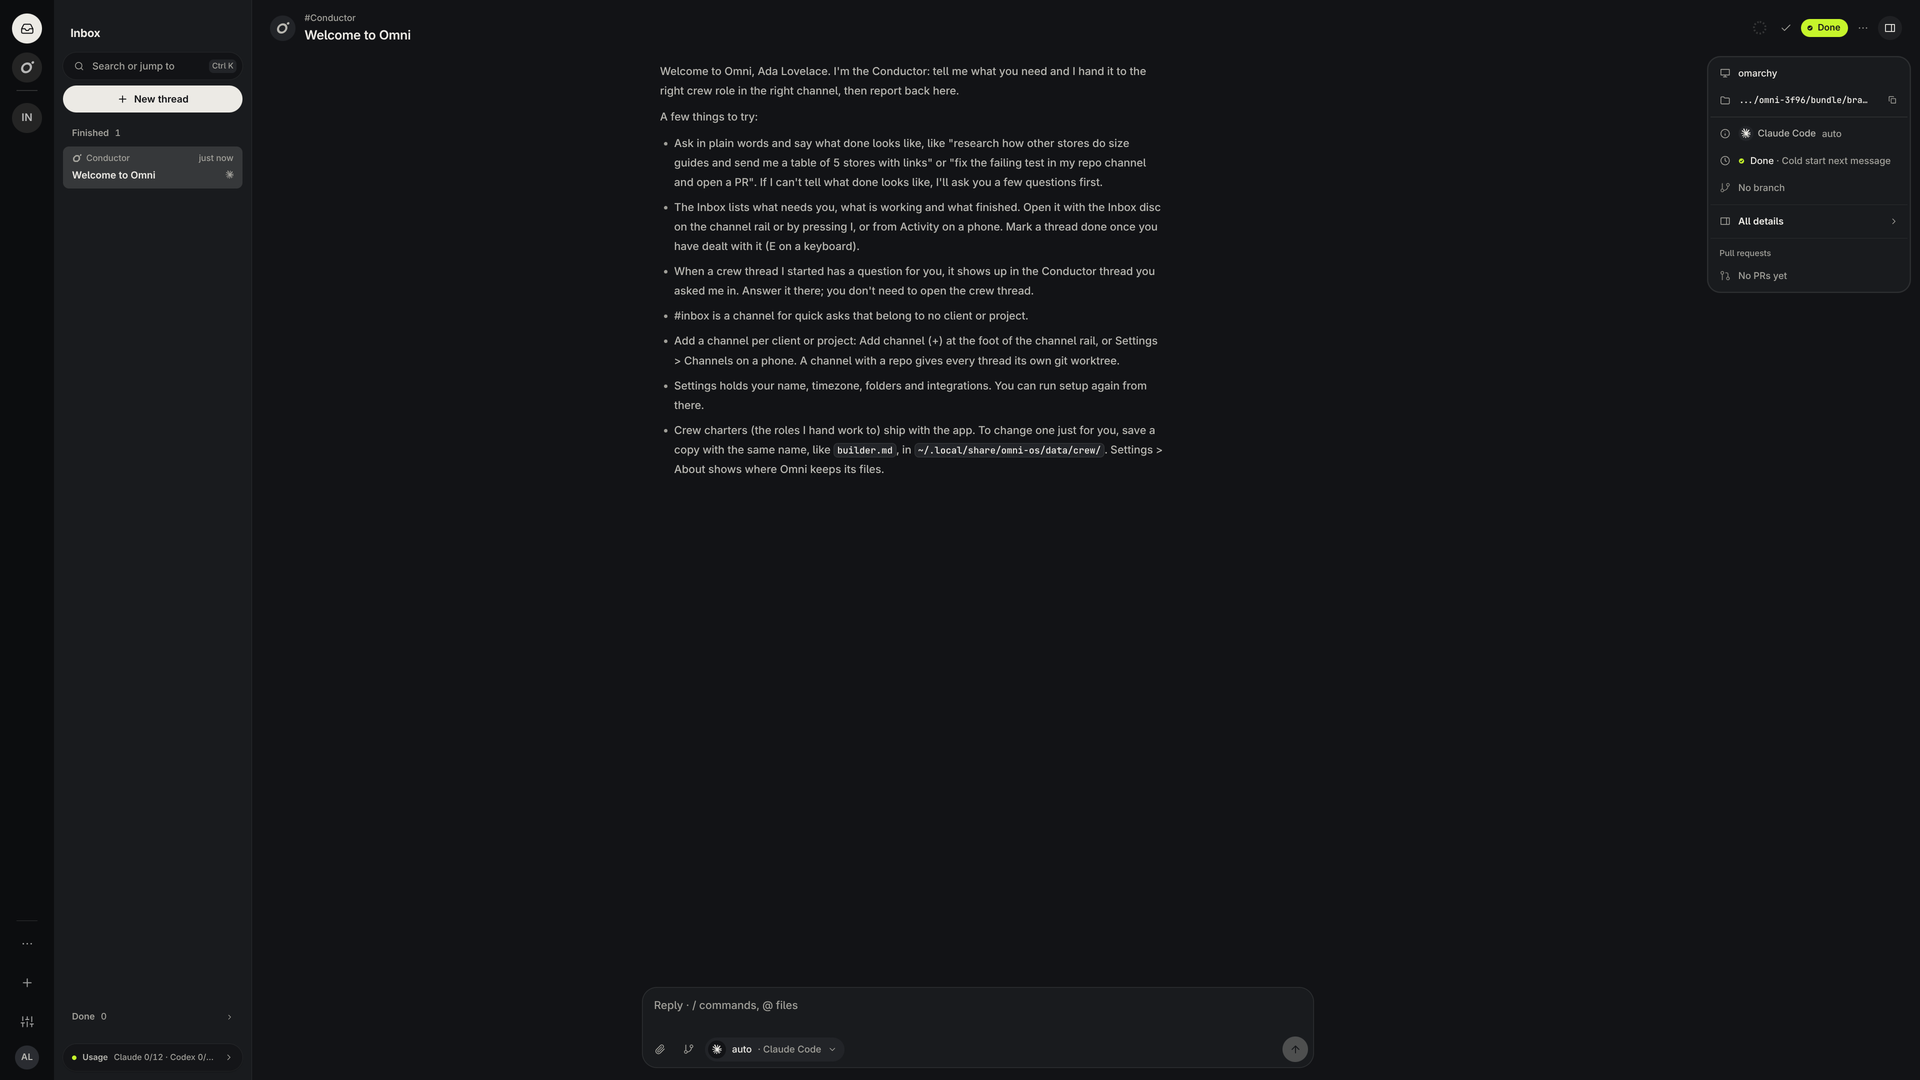 Inbox
Search or jump to
Ctrl K
New thread
IN
Finished 1
Conductor
just now
Welcome to Omni
Done 0
Usage Claude 0/12 · Codex 0/...
AL
#Conductor
Welcome to Omni
Done
Welcome to Omni, Ada Lovelace. I'm the Conductor: tell me what you need and I hand it to the
right crew role in the right channel, then report back here.
A few things to try:
Ask in plain words and say what done looks like, like "research how other stores do size
guides and send me a table of 5 stores with links" or "fix the failing test in my repo channel
and open a PR". If I can't tell what done looks like, I'll ask you a few questions first.
The Inbox lists what needs you, what is working and what finished. Open it with the Inbox disc
on the channel rail or by pressing I, or from Activity on a phone. Mark a thread done once you
have dealt with it (E on a keyboard).
When a crew thread I started has a question for you, it shows up in the Conductor thread you
asked me in. Answer it there; you don't need to open the crew thread.
#inbox is a channel for quick asks that belong to no client or project.
Add a channel per client or project: Add channel (+) at the foot of the channel rail, or Settings
> Channels on a phone. A channel with a repo gives every thread its own git worktree.
Settings holds your name, timezone, folders and integrations. You can run setup again from
there.
Crew charters (the roles I hand work to) ship with the app. To change one just for you, save a
copy with the same name, like builder.md, in ~/.local/share/omni-os/data/crew/. Settings >
About shows where Omni keeps its files.
Reply · / commands, @ files
auto · Claude Code
omarchy
.../omni-3f96/bundle/bra...
Claude Code auto
Done · Cold start next message
No branch
All details
Pull requests
No PRs yet